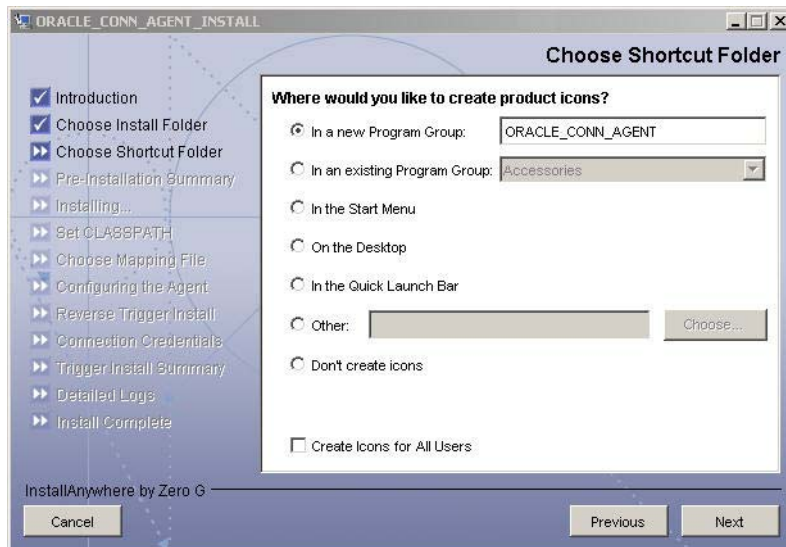 ORACLE_CONN_AGENT_INSTALL
Choose Shortcut Folder
Introduction
Choose Install Folder
Choose Shortcut Folder
Pre-Installation Summary
Installing...
Set CLASSPATH
Choose Mapping File
Configuring the Agent
Reverse Trigger Install
Connection Credentials
Trigger Install Summary
Detailed Logs
Install Complete
Where would you like to create product icons?
In a new Program Group: ORACLE_CONN_AGENT
In an existing Program Group: Accessories
In the Start Menu
On the Desktop
In the Quick Launch Bar
Other: Choose...
Don't create icons
Create Icons for All Users
InstallAnywhere by Zero G
Cancel Previous Next